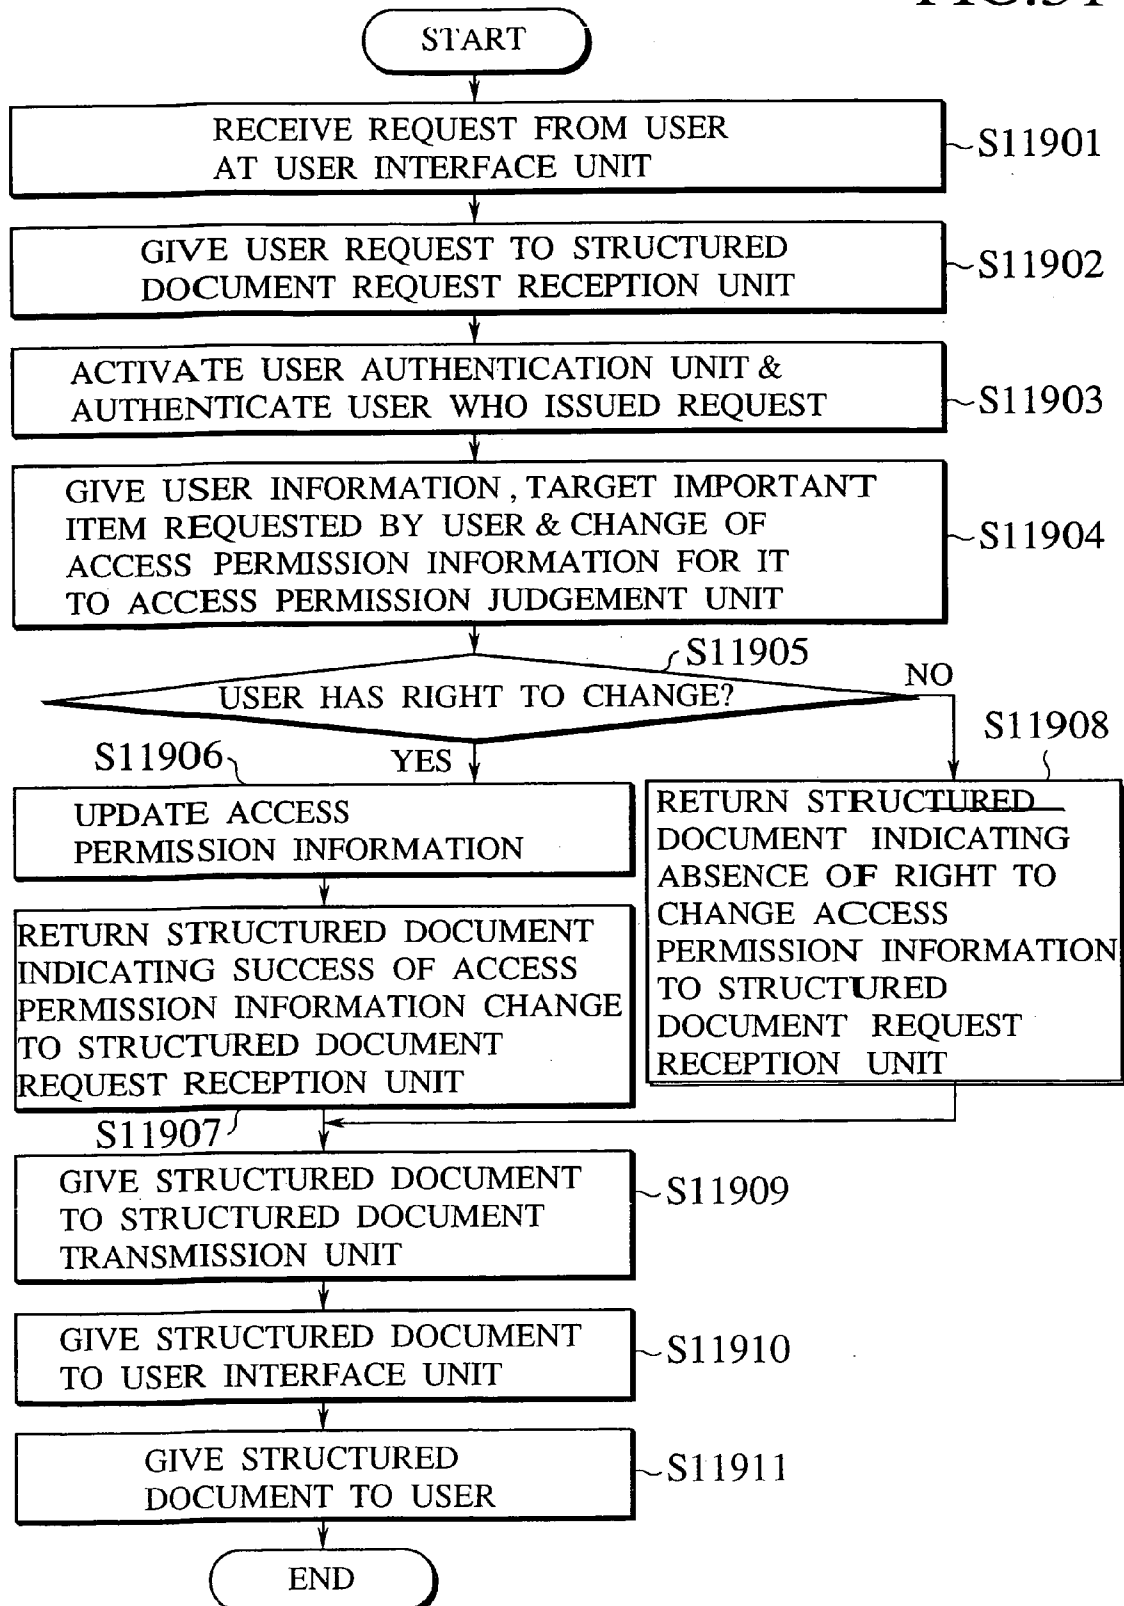 START
RECEIVE REQUEST FROM USER
AT USER INTERFACE UNIT
S11901
GIVE USER REQUEST TO STRUCTURED
DOCUMENT REQUEST RECEPTION UNIT
S11902
ACTIVATE USER AUTHENTICATION UNIT &
AUTHENTICATE USER WHO ISSUED REQUEST
S11903
GIVE USER INFORMATION, TARGET IMPORTANT
ITEM REQUESTED BY USER & CHANGE OF
ACCESS PERMISSION INFORMATION FOR IT
TO ACCESS PERMISSION JUDGEMENT UNIT
S11904
S11905
USER HAS RIGHT TO CHANGE?
NO
YES
S11906
UPDATE ACCESS
PERMISSION INFORMATION
S11908
RETURN STRUCTURED
DOCUMENT INDICATING
ABSENCE OF RIGHT TO
CHANGE ACCESS
PERMISSION INFORMATION
TO STRUCTURED
DOCUMENT REQUEST
RECEPTION UNIT
RETURN STRUCTURED DOCUMENT
INDICATING SUCCESS OF ACCESS
PERMISSION INFORMATION CHANGE
TO STRUCTURED DOCUMENT
REQUEST RECEPTION UNIT
S11907
GIVE STRUCTURED DOCUMENT
TO STRUCTURED DOCUMENT
TRANSMISSION UNIT
S11909
GIVE STRUCTURED DOCUMENT
TO USER INTERFACE UNIT
S11910
GIVE STRUCTURED
DOCUMENT TO USER
S11911
END